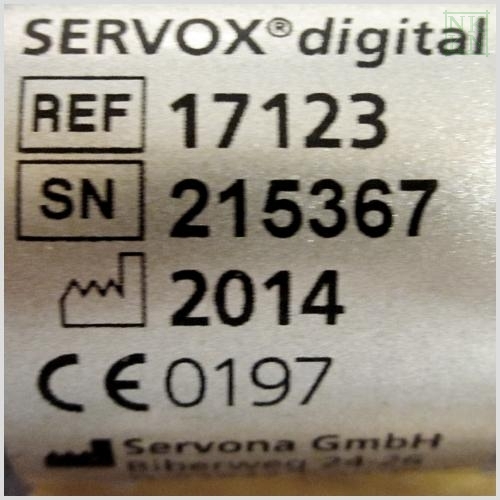 SERVOX® digital
REF 17123
SN 215367
2014
CE 0197
Servona GmbH
Biberweg 24-26